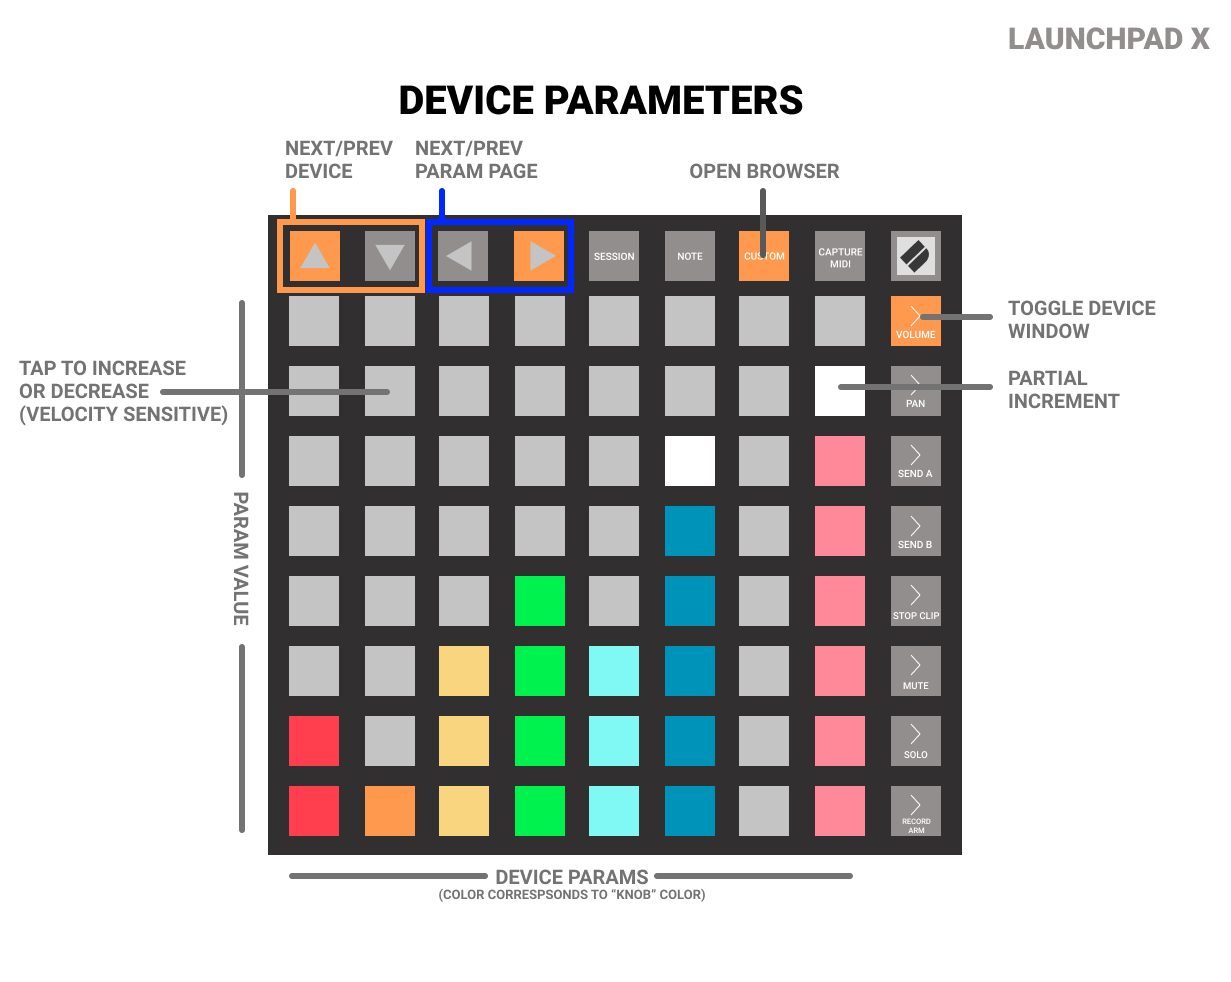 LAUNCHPAD X
DEVICE PARAMETERS
NEXT/PREV
DEVICE
NEXT/PREV
PARAM PAGE
OPEN BROWSER
SESSION
NOTE
CUSTOM
CAPTURE
MIDI
VOLUME
TOGGLE DEVICE
WINDOW
TAP TO INCREASE
OR DECREASE
(VELOCITY SENSITIVE)
PAN
PARTIAL
INCREMENT
SEND A
PARAM VALUE
SEND B
STOP CLIP
MUTE
SOLO
RECORD
ARM
DEVICE PARAMS
(COLOR CORRESPSONDS TO “KNOB” COLOR)